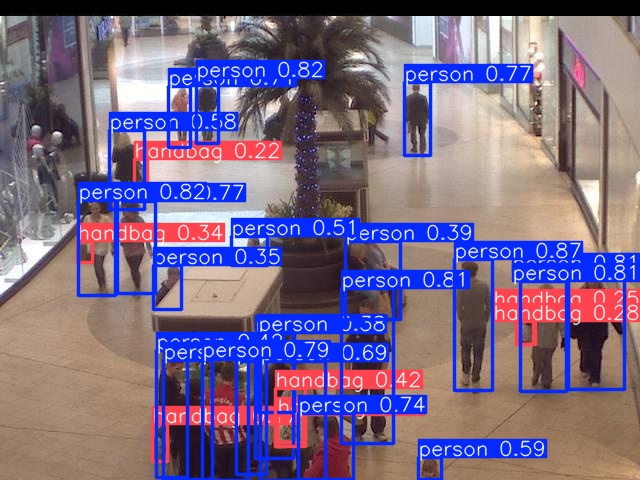 person 0.82
person 0.77
person 0.58
handbag 0.22
person 0.82
handbag 0.34
person 0.51
person 0.39
person 0.35
person 0.87
person 0.81
person 0.81
handbag 0.25
handbag 0.28
person 0.38
person 0.79
0.69
handbag 0.42
person 0.74
handbag
person 0.59